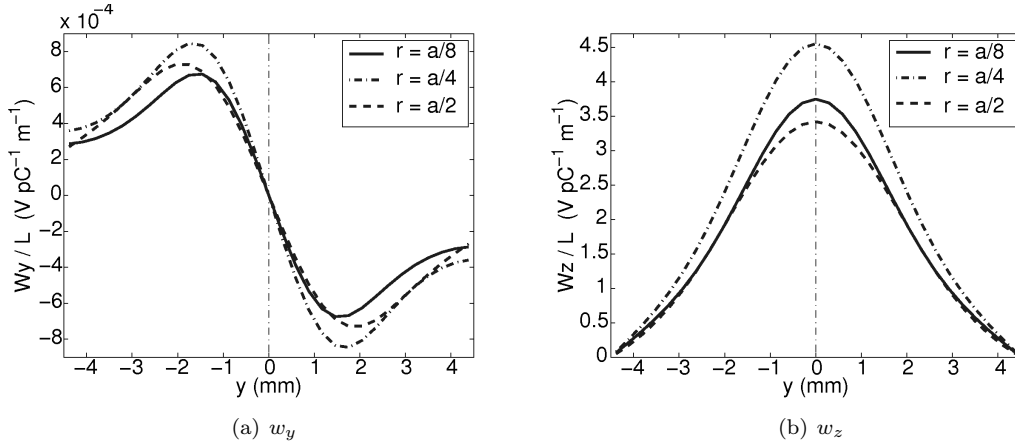 x 10⁻⁴
8
6
4
2
0
−2
−4
−6
−8
Wy / L (V pC⁻¹ m⁻¹)
−4 −3 −2 −1 0 1 2 3 4
y (mm)
r = a/8
r = a/4
r = a/2
(a) w_y
4.5
4
3.5
3
2.5
2
1.5
1
0.5
0
Wz / L (V pC⁻¹ m⁻¹)
−4 −3 −2 −1 0 1 2 3 4
y (mm)
r = a/8
r = a/4
r = a/2
(b) w_z